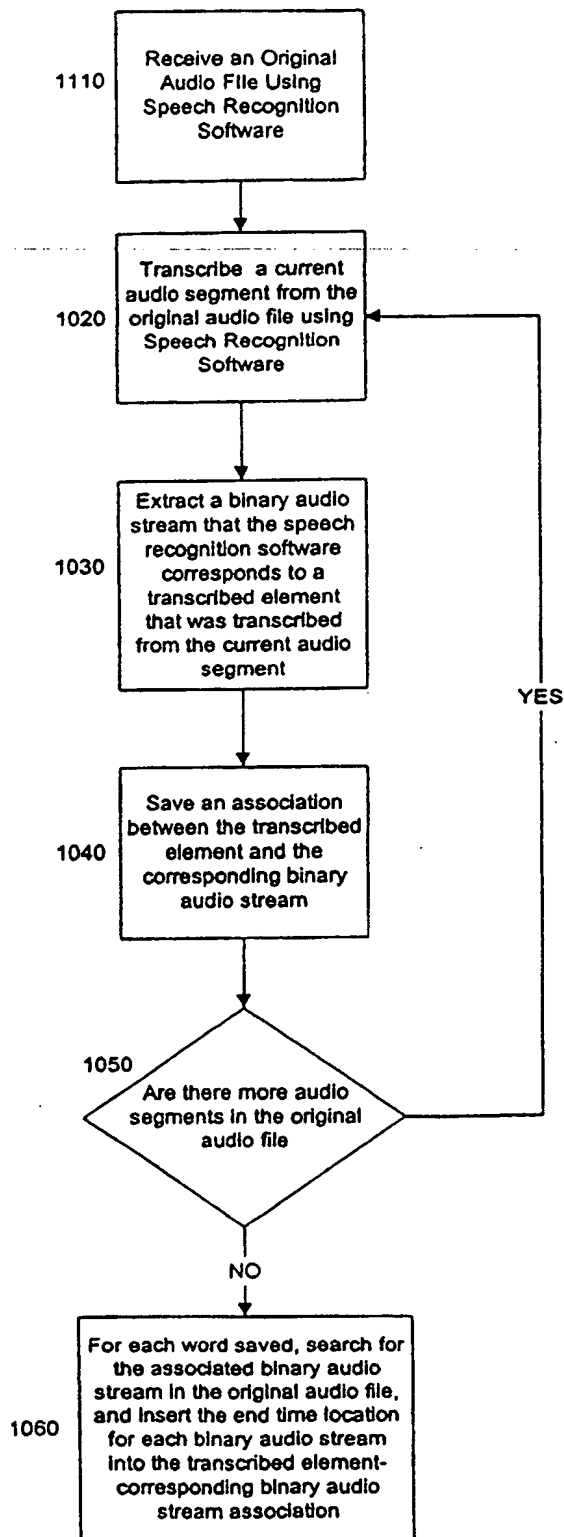 1110
Receive an Original
Audio File Using
Speech Recognition
Software
1020
Transcribe a current
audio segment from the
original audio file using
Speech Recognition
Software
1030
Extract a binary audio
stream that the speech
recognition software
corresponds to a
transcribed element
that was transcribed
from the current audio
segment
YES
1040
Save an association
between the transcribed
element and the
corresponding binary
audio stream
1050
Are there more audio
segments in the original
audio file
NO
1060
For each word saved, search for
the associated binary audio
stream in the original audio file,
and insert the end time location
for each binary audio stream
into the transcribed element-
corresponding binary audio
stream association